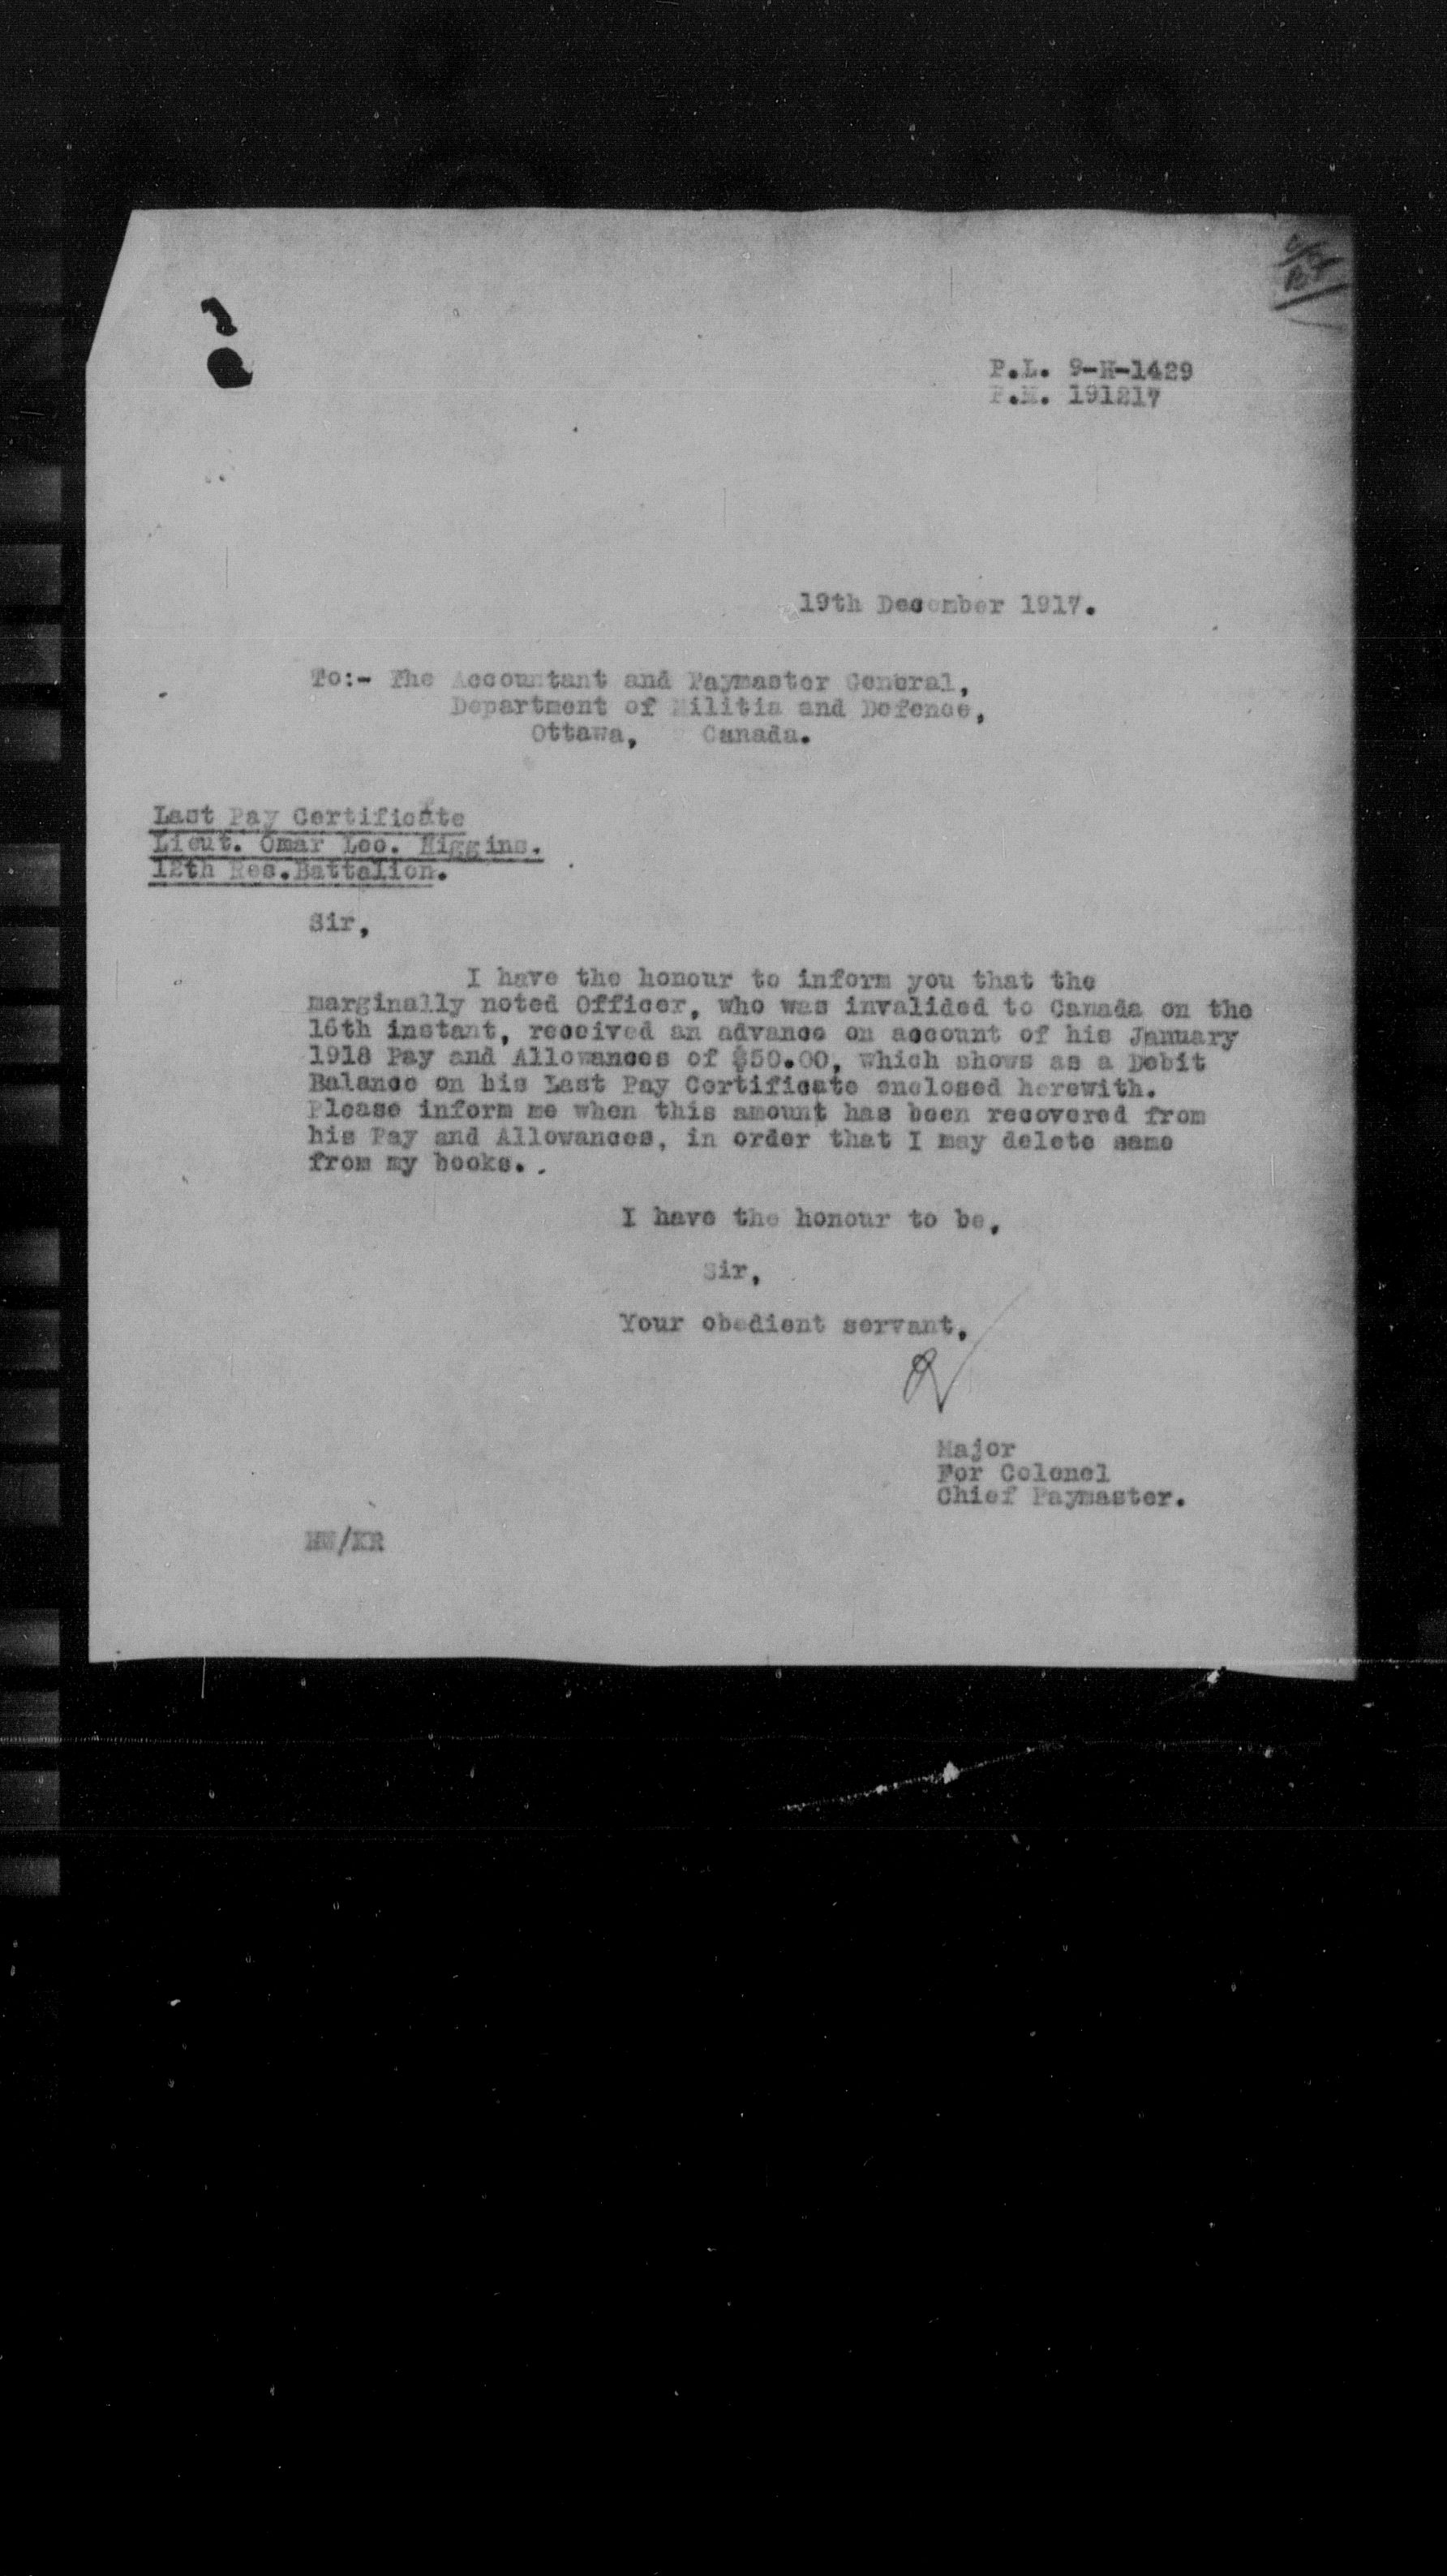 P.L. 9-H-1429
P.M. 191217
19th December 1917.
To:- The Accountant and Paymaster General,
Department of Militia and Defence,
Ottawa, Canada.
Last Pay Certificate
Lieut. Omar Leo. Higgins.
12th Res.Battalion.
Sir,
I have the honour to inform you that the
marginally noted Officer, who was invalided to Canada on the
16th instant, received an advance on account of his January
1918 Pay and Allowances of $50.00, which shows as a Debit
Balance on his Last Pay Certificate enclosed herewith.
Please inform me when this amount has been recovered from
his Pay and Allowances, in order that I may delete same
from my books. .
I have the honour to be,
Sir,
Your obedient servant,
Major
For Colonel
Chief Paymaster.
/KR